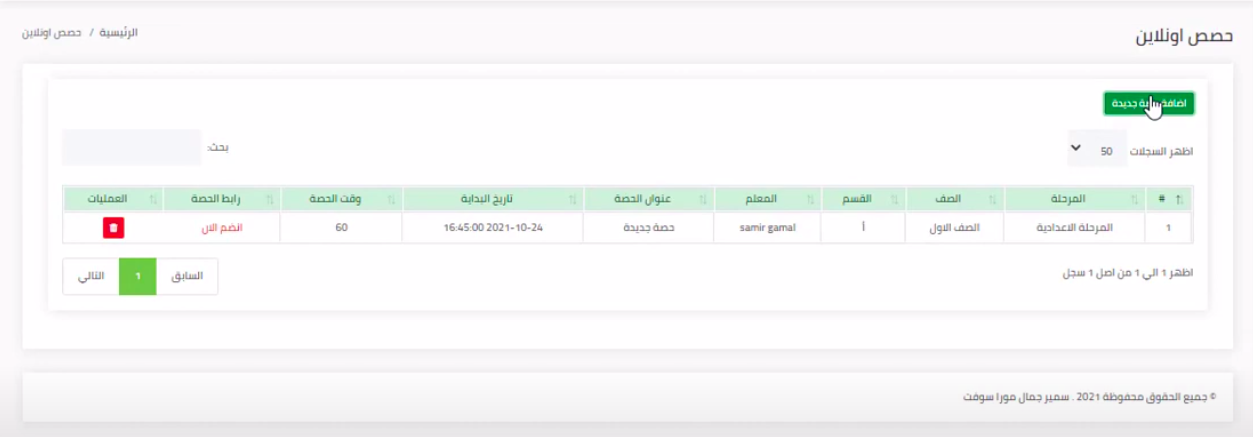 حصص اونلاين
الرئيسية / حصص اونلاين
جديدة
اظهر السجلات 50
بحث:
# المرحلة الصف القسم المعلم عنوان الحصة تاريخ البداية وقت الحصة رابط الحصة العمليات
1 المرحلة الاعدادية الصف الاول أ samir gamal حصة جديدة 16:45:00 2021-10-24 60 انضم الان
اظهر 1 الي 1 من اصل 1 سجل
السابق 1 التالي
© جميع الحقوق محفوظة 2021 . سمير جمال مورا سوفت